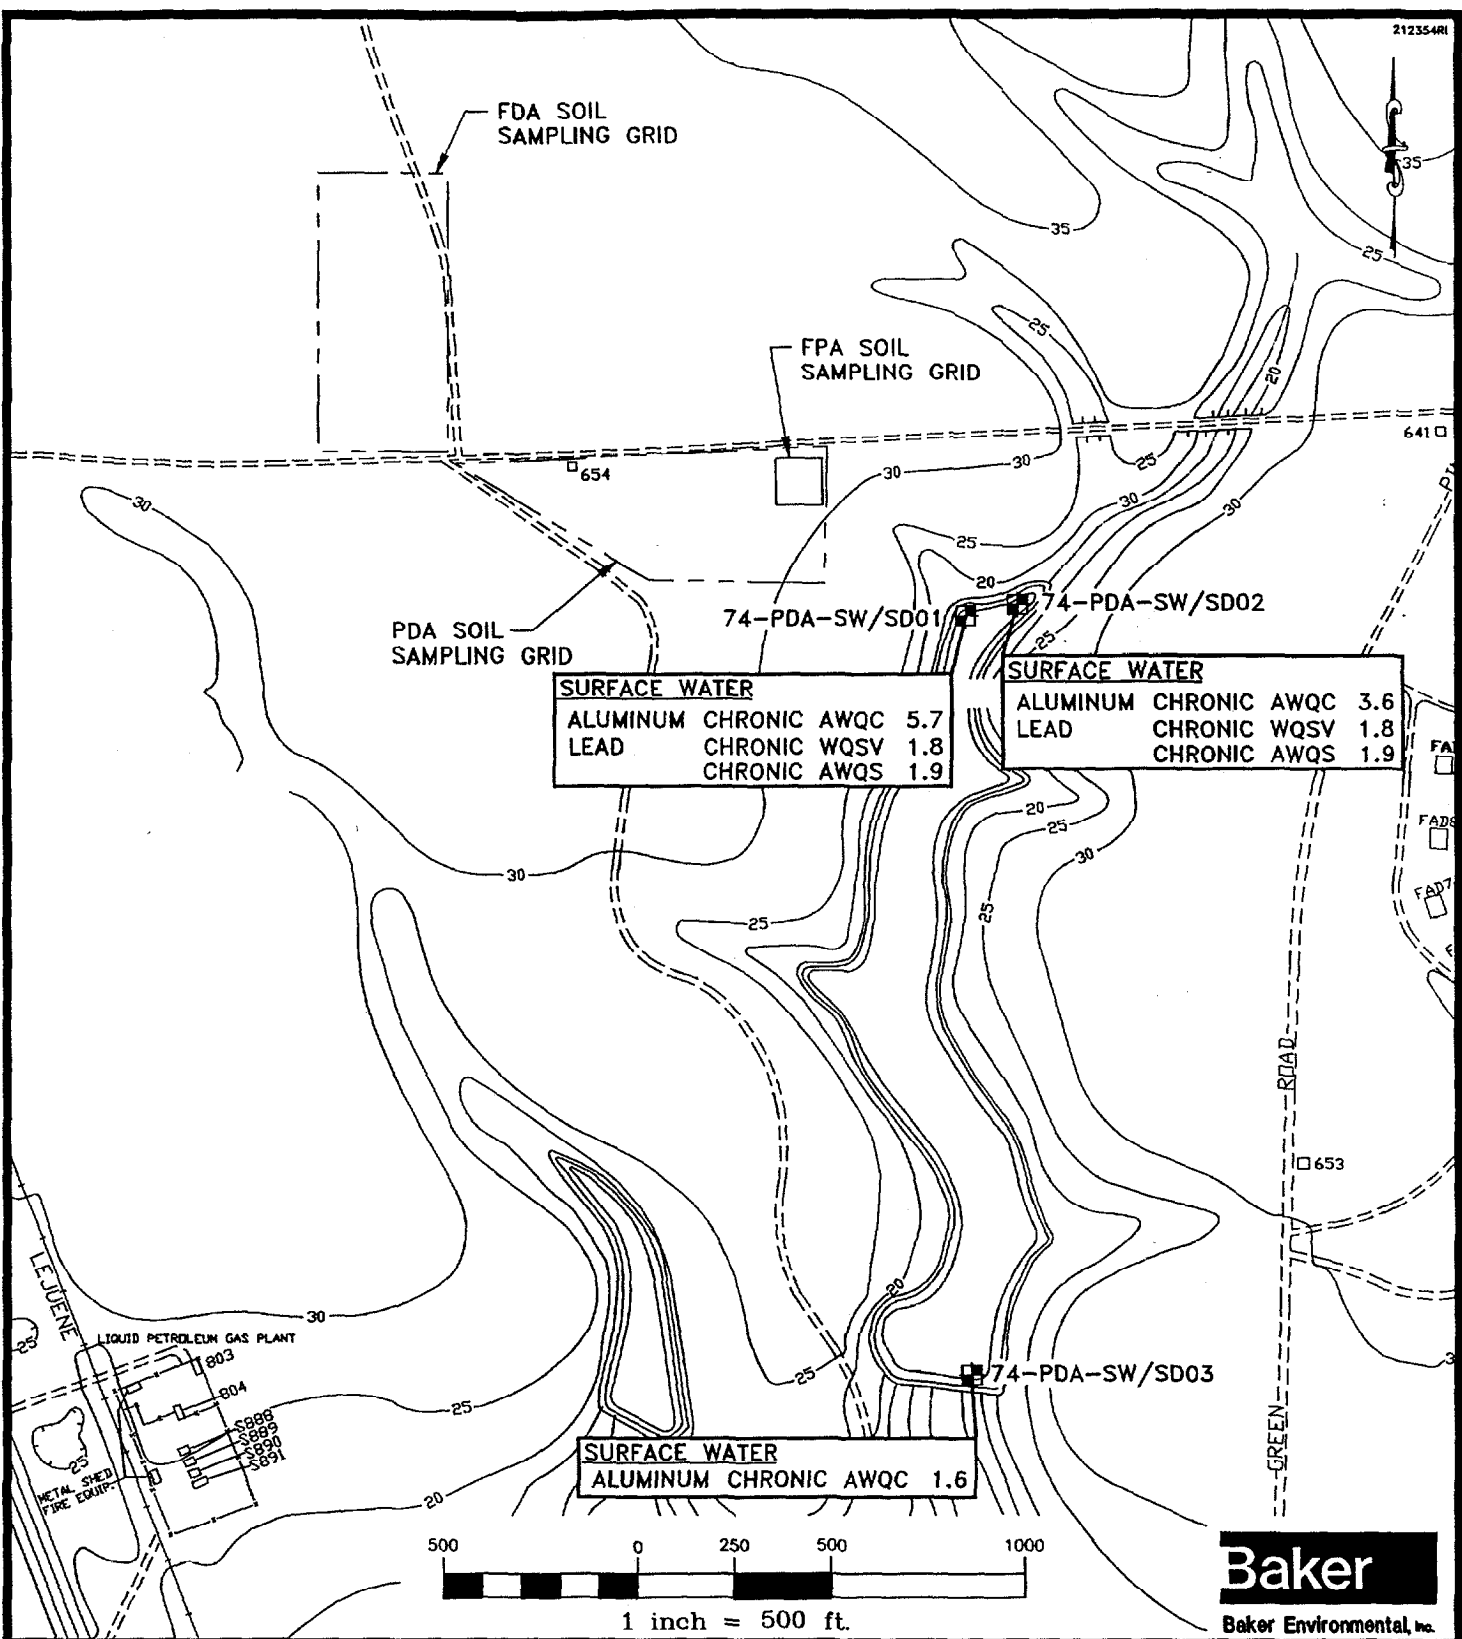 212354RI
FDA SOIL
SAMPLING GRID
35
35
25
25
FPA SOIL
SAMPLING GRID
20
641
654
30
30
25
30
30
30
25
20
74-PDA-SW/SD01
74-PDA-SW/SD02
PDA SOIL
SAMPLING GRID
25
SURFACE WATER
ALUMINUM CHRONIC AWQC 5.7
LEAD CHRONIC WQSV 1.8
CHRONIC AWQS 1.9
SURFACE WATER
ALUMINUM CHRONIC AWQC 3.6
LEAD CHRONIC WQSV 1.8
CHRONIC AWQS 1.9
20
25
30
30
25
25
FAD7
ROAD
653
20
LEJUENE
30
25
LIQUID PETROLEUM GAS PLANT
803
804
25
25
74-PDA-SW/SD03
S888
S889
S890
S891
25
METAL SHED
FIRE EQUIP.
20
GREEN
SURFACE WATER
ALUMINUM CHRONIC AWQC 1.6
500 0 250 500 1000
1 inch = 500 ft.
Baker
Baker Environmental, Inc.